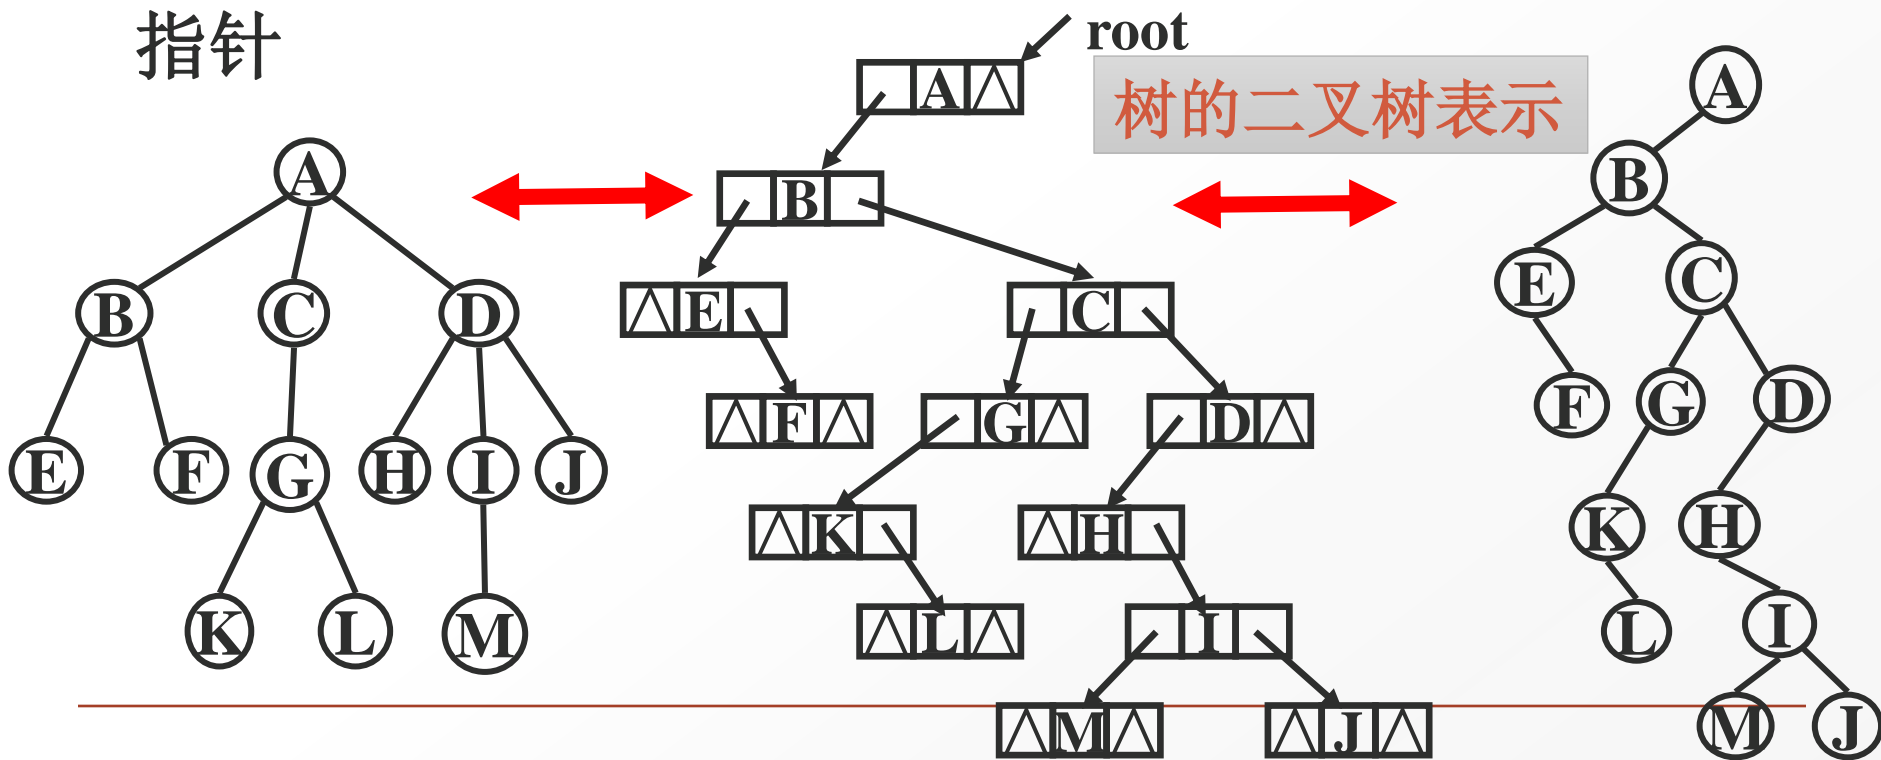 指针
root
树的二叉树表示
A
B C D
E F G H I J
K L M
A △
B
△ E C
△ F △ G △ D △
△ K △ H
△ L △ I
△ M △ △ J △
A
B
E C
F G D
K H
L I
M J